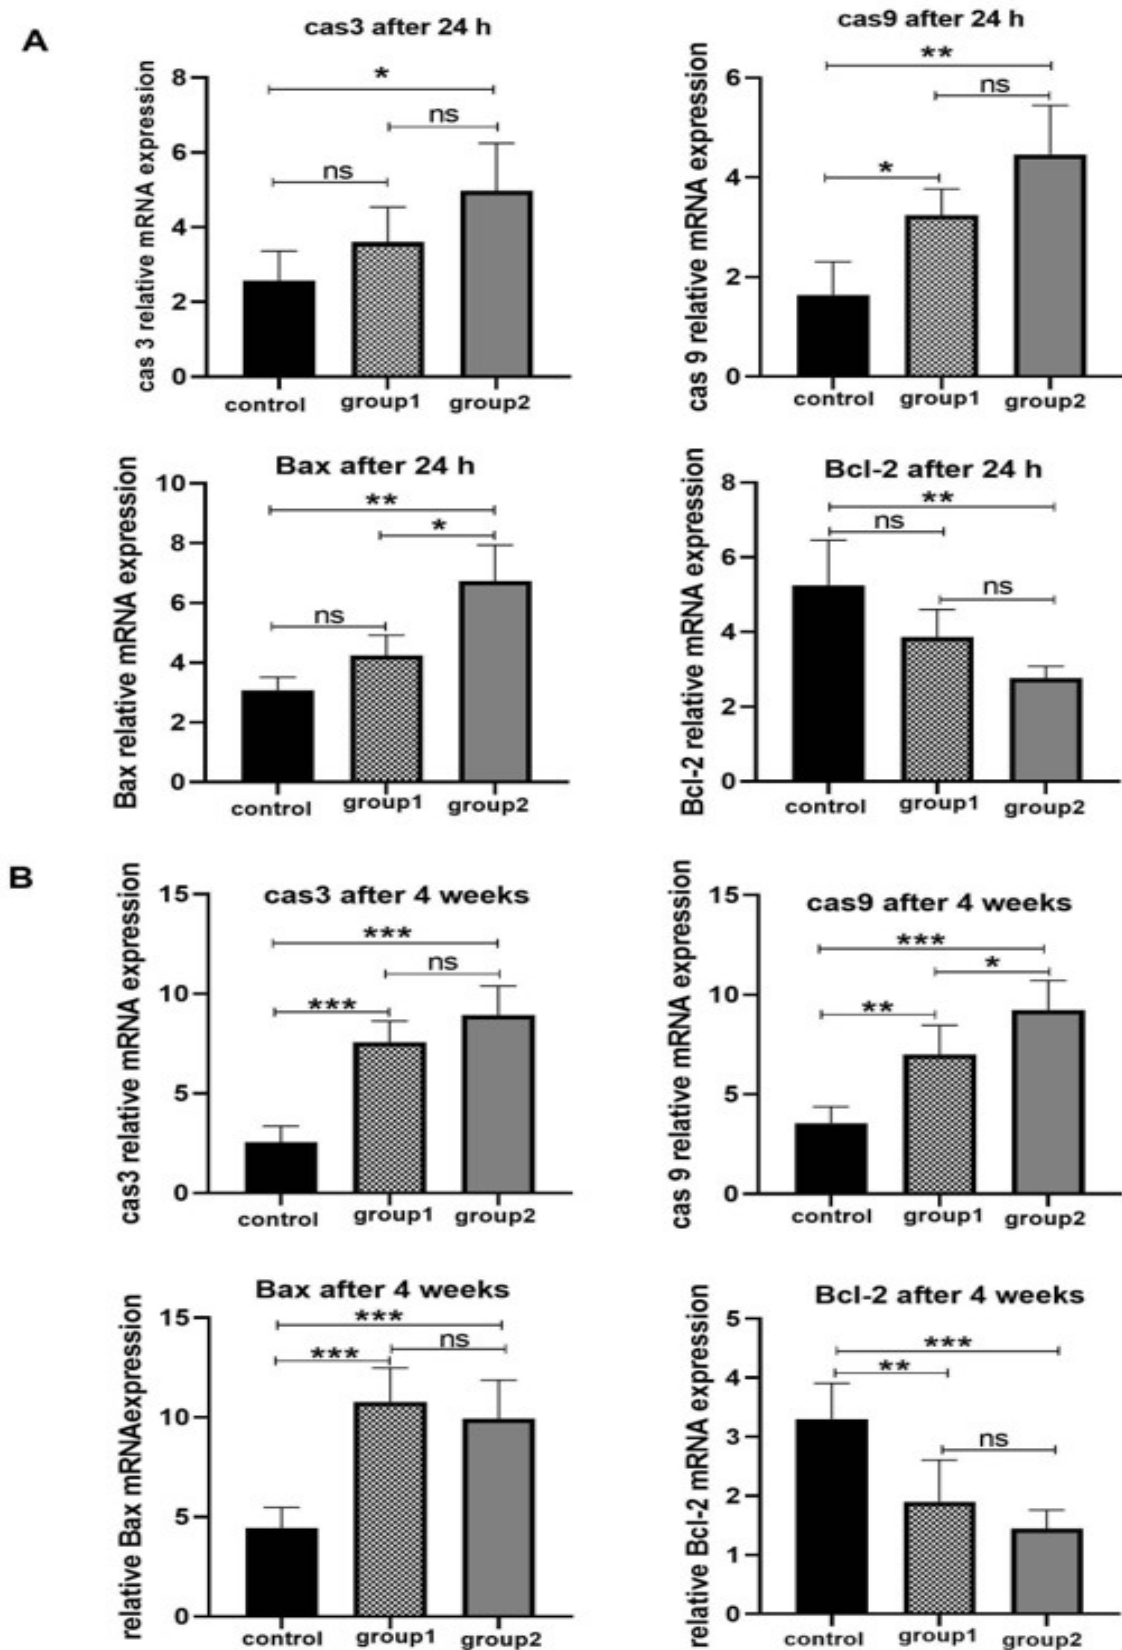 A
cas3 after 24 h
cas 3 relative mRNA expression
8
6
4
2
0
*
ns
ns
control
group1
group2
cas9 after 24 h
cas 9 relative mRNA expression
6
4
2
0
**
ns
*
control
group1
group2
Bax after 24 h
Bax relative mRNA expression
10
8
6
4
2
0
**
*
ns
control
group1
group2
Bcl-2 after 24 h
Bcl-2 relative mRNA expression
8
6
4
2
0
**
ns
ns
control
group1
group2
B
cas3 after 4 weeks
cas3 relative mRNA expression
15
10
5
0
***
ns
***
control
group1
group2
cas9 after 4 weeks
cas 9 relative mRNA expression
15
10
5
0
***
*
**
control
group1
group2
Bax after 4 weeks
relative Bax mRNAexpression
15
10
5
0
***
ns
***
control
group1
group2
Bcl-2 after 4 weeks
relative Bcl-2 mRNA expression
5
4
3
2
1
0
***
**
ns
control
group1
group2